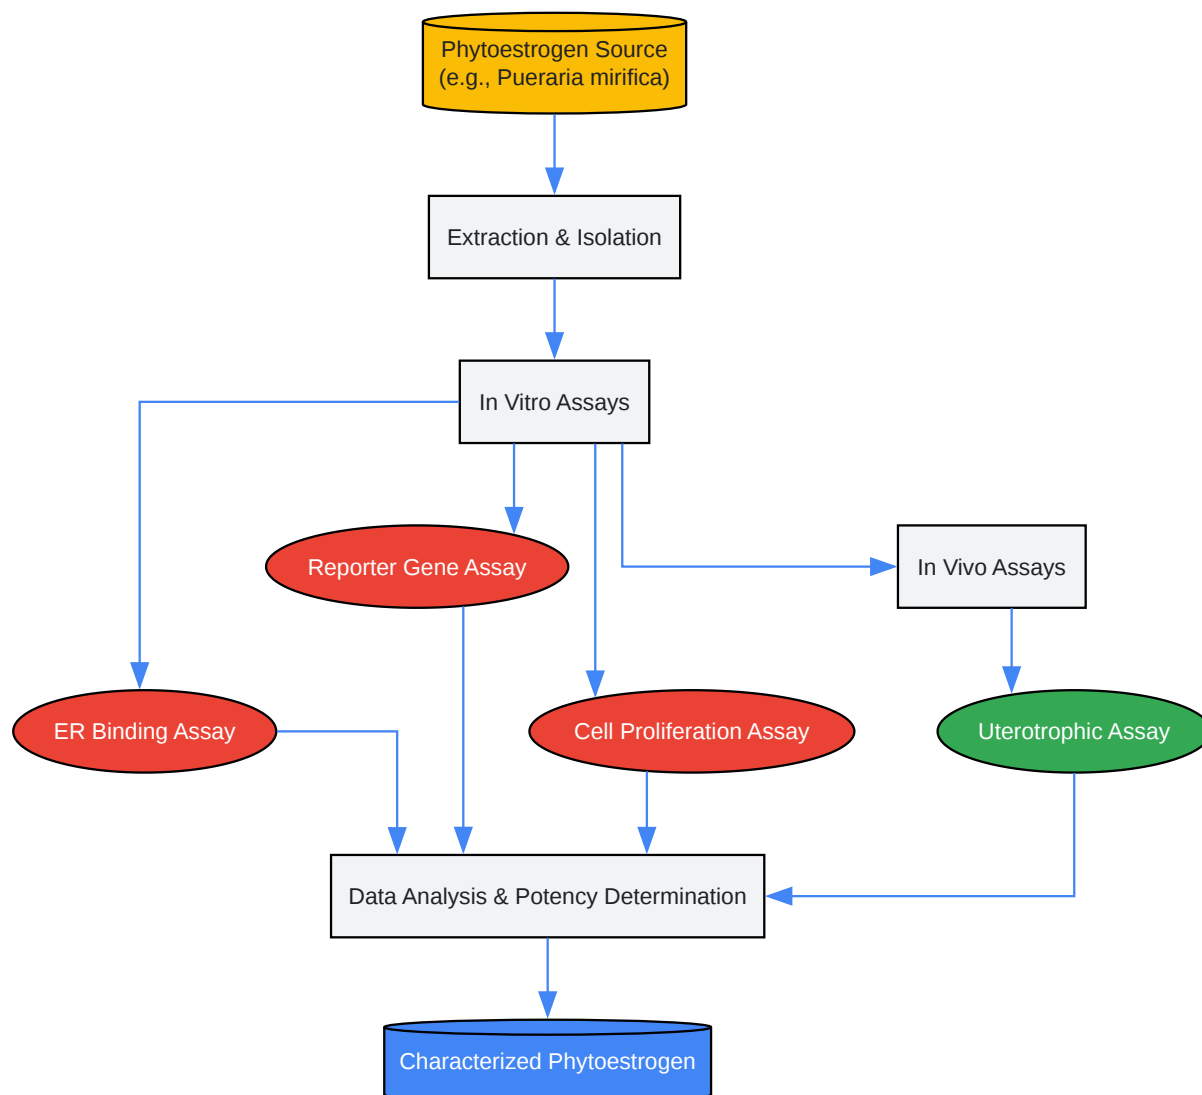 Phytoestrogen Source
(e.g., Pueraria mirifica)
Extraction & Isolation
In Vitro Assays
Reporter Gene Assay
In Vivo Assays
ER Binding Assay
Cell Proliferation Assay
Uterotrophic Assay
Data Analysis & Potency Determination
Characterized Phytoestrogen